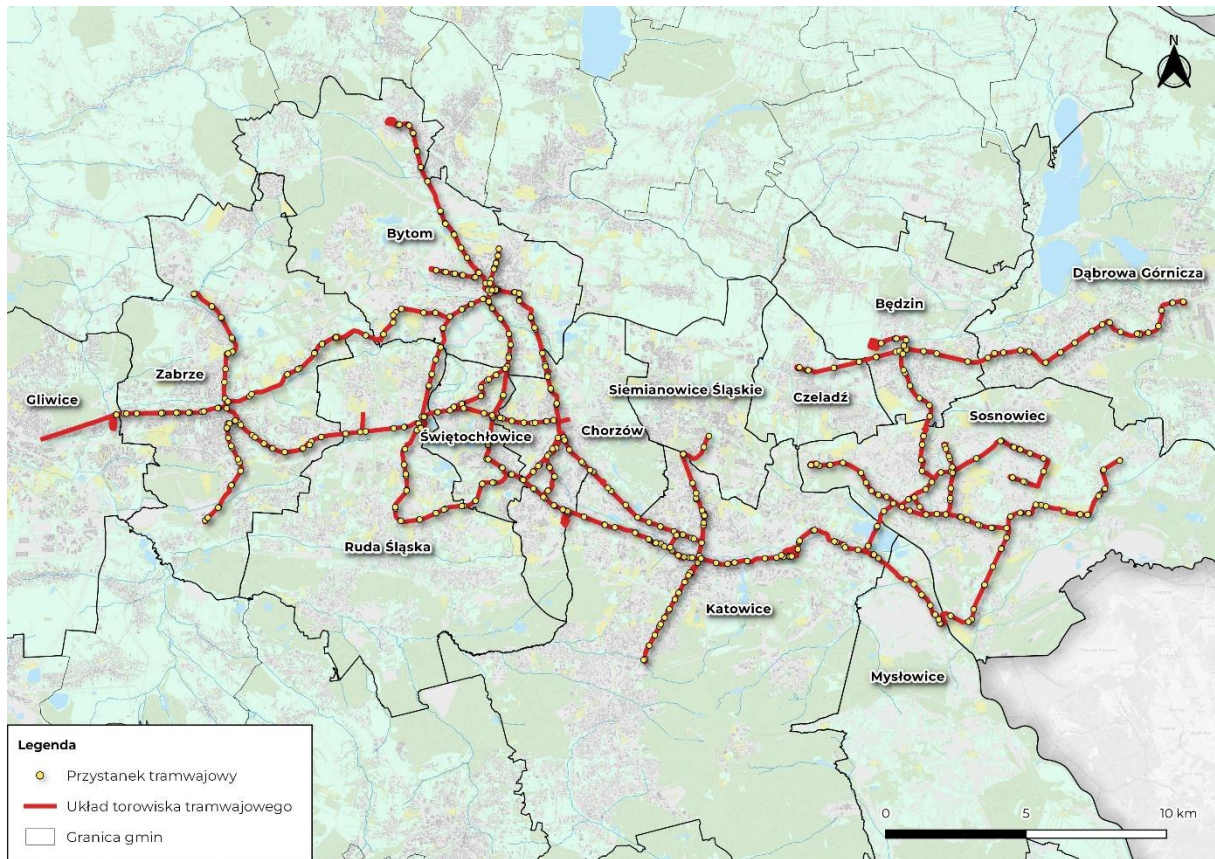 N
Bytom
Dąbrowa Górnicza
Będzin
Zabrze
Siemianowice Śląskie
Czeladź
Gliwice
Sosnowiec
Świętochłowice
Chorzów
Ruda Śląska
Katowice
Mysłowice
Legenda
Przystanek tramwajowy
Układ torowiska tramwajowego
Granica gmin
0 5 10 km